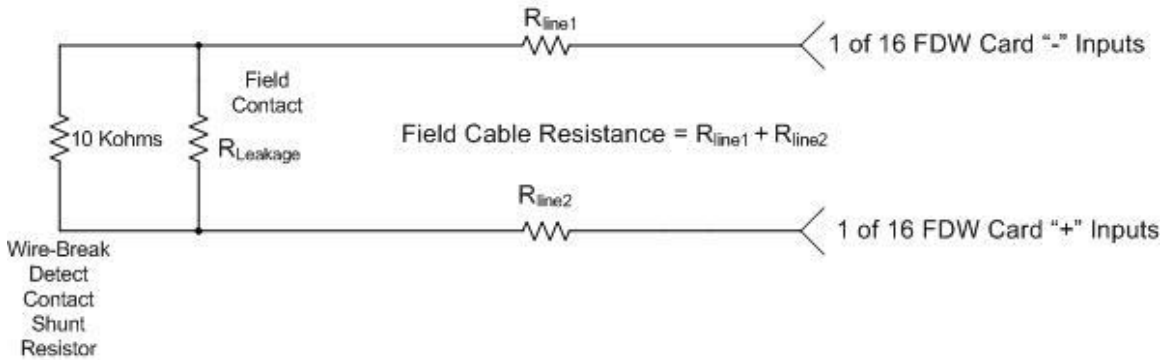 Rline1
1 of 16 FDW Card “-” Inputs
Field
Contact
10 Kohms
RLeakage
Field Cable Resistance = Rline1 + Rline2
Rline2
1 of 16 FDW Card “+” Inputs
Wire-Break
Detect
Contact
Shunt
Resistor